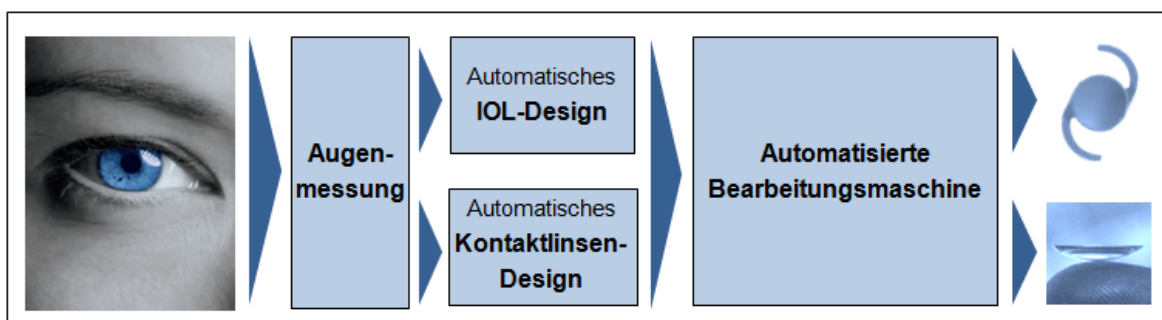 Augen-
messung
Automatisches
IOL-Design
Automatisches
Kontaktlinsen-
Design
Automatisierte
Bearbeitungsmaschine